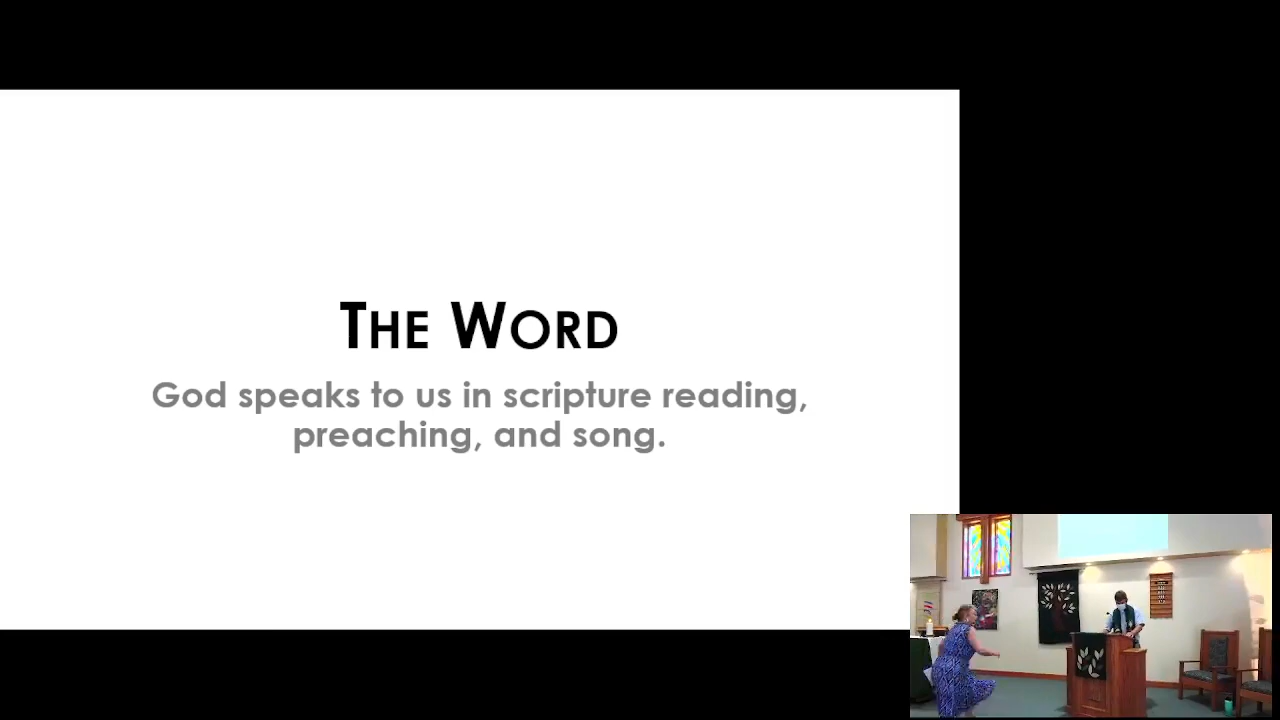 The Word
God speaks to us in scripture reading,
preaching, and song.